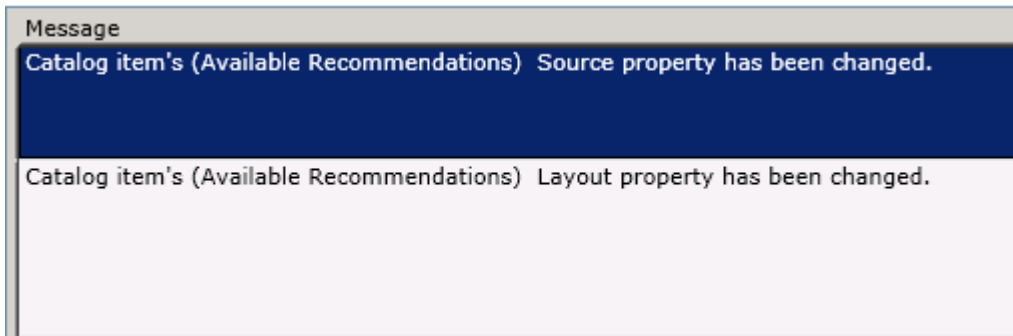 Message
Catalog item's (Available Recommendations)  Source property has been changed.
Catalog item's (Available Recommendations)  Layout property has been changed.